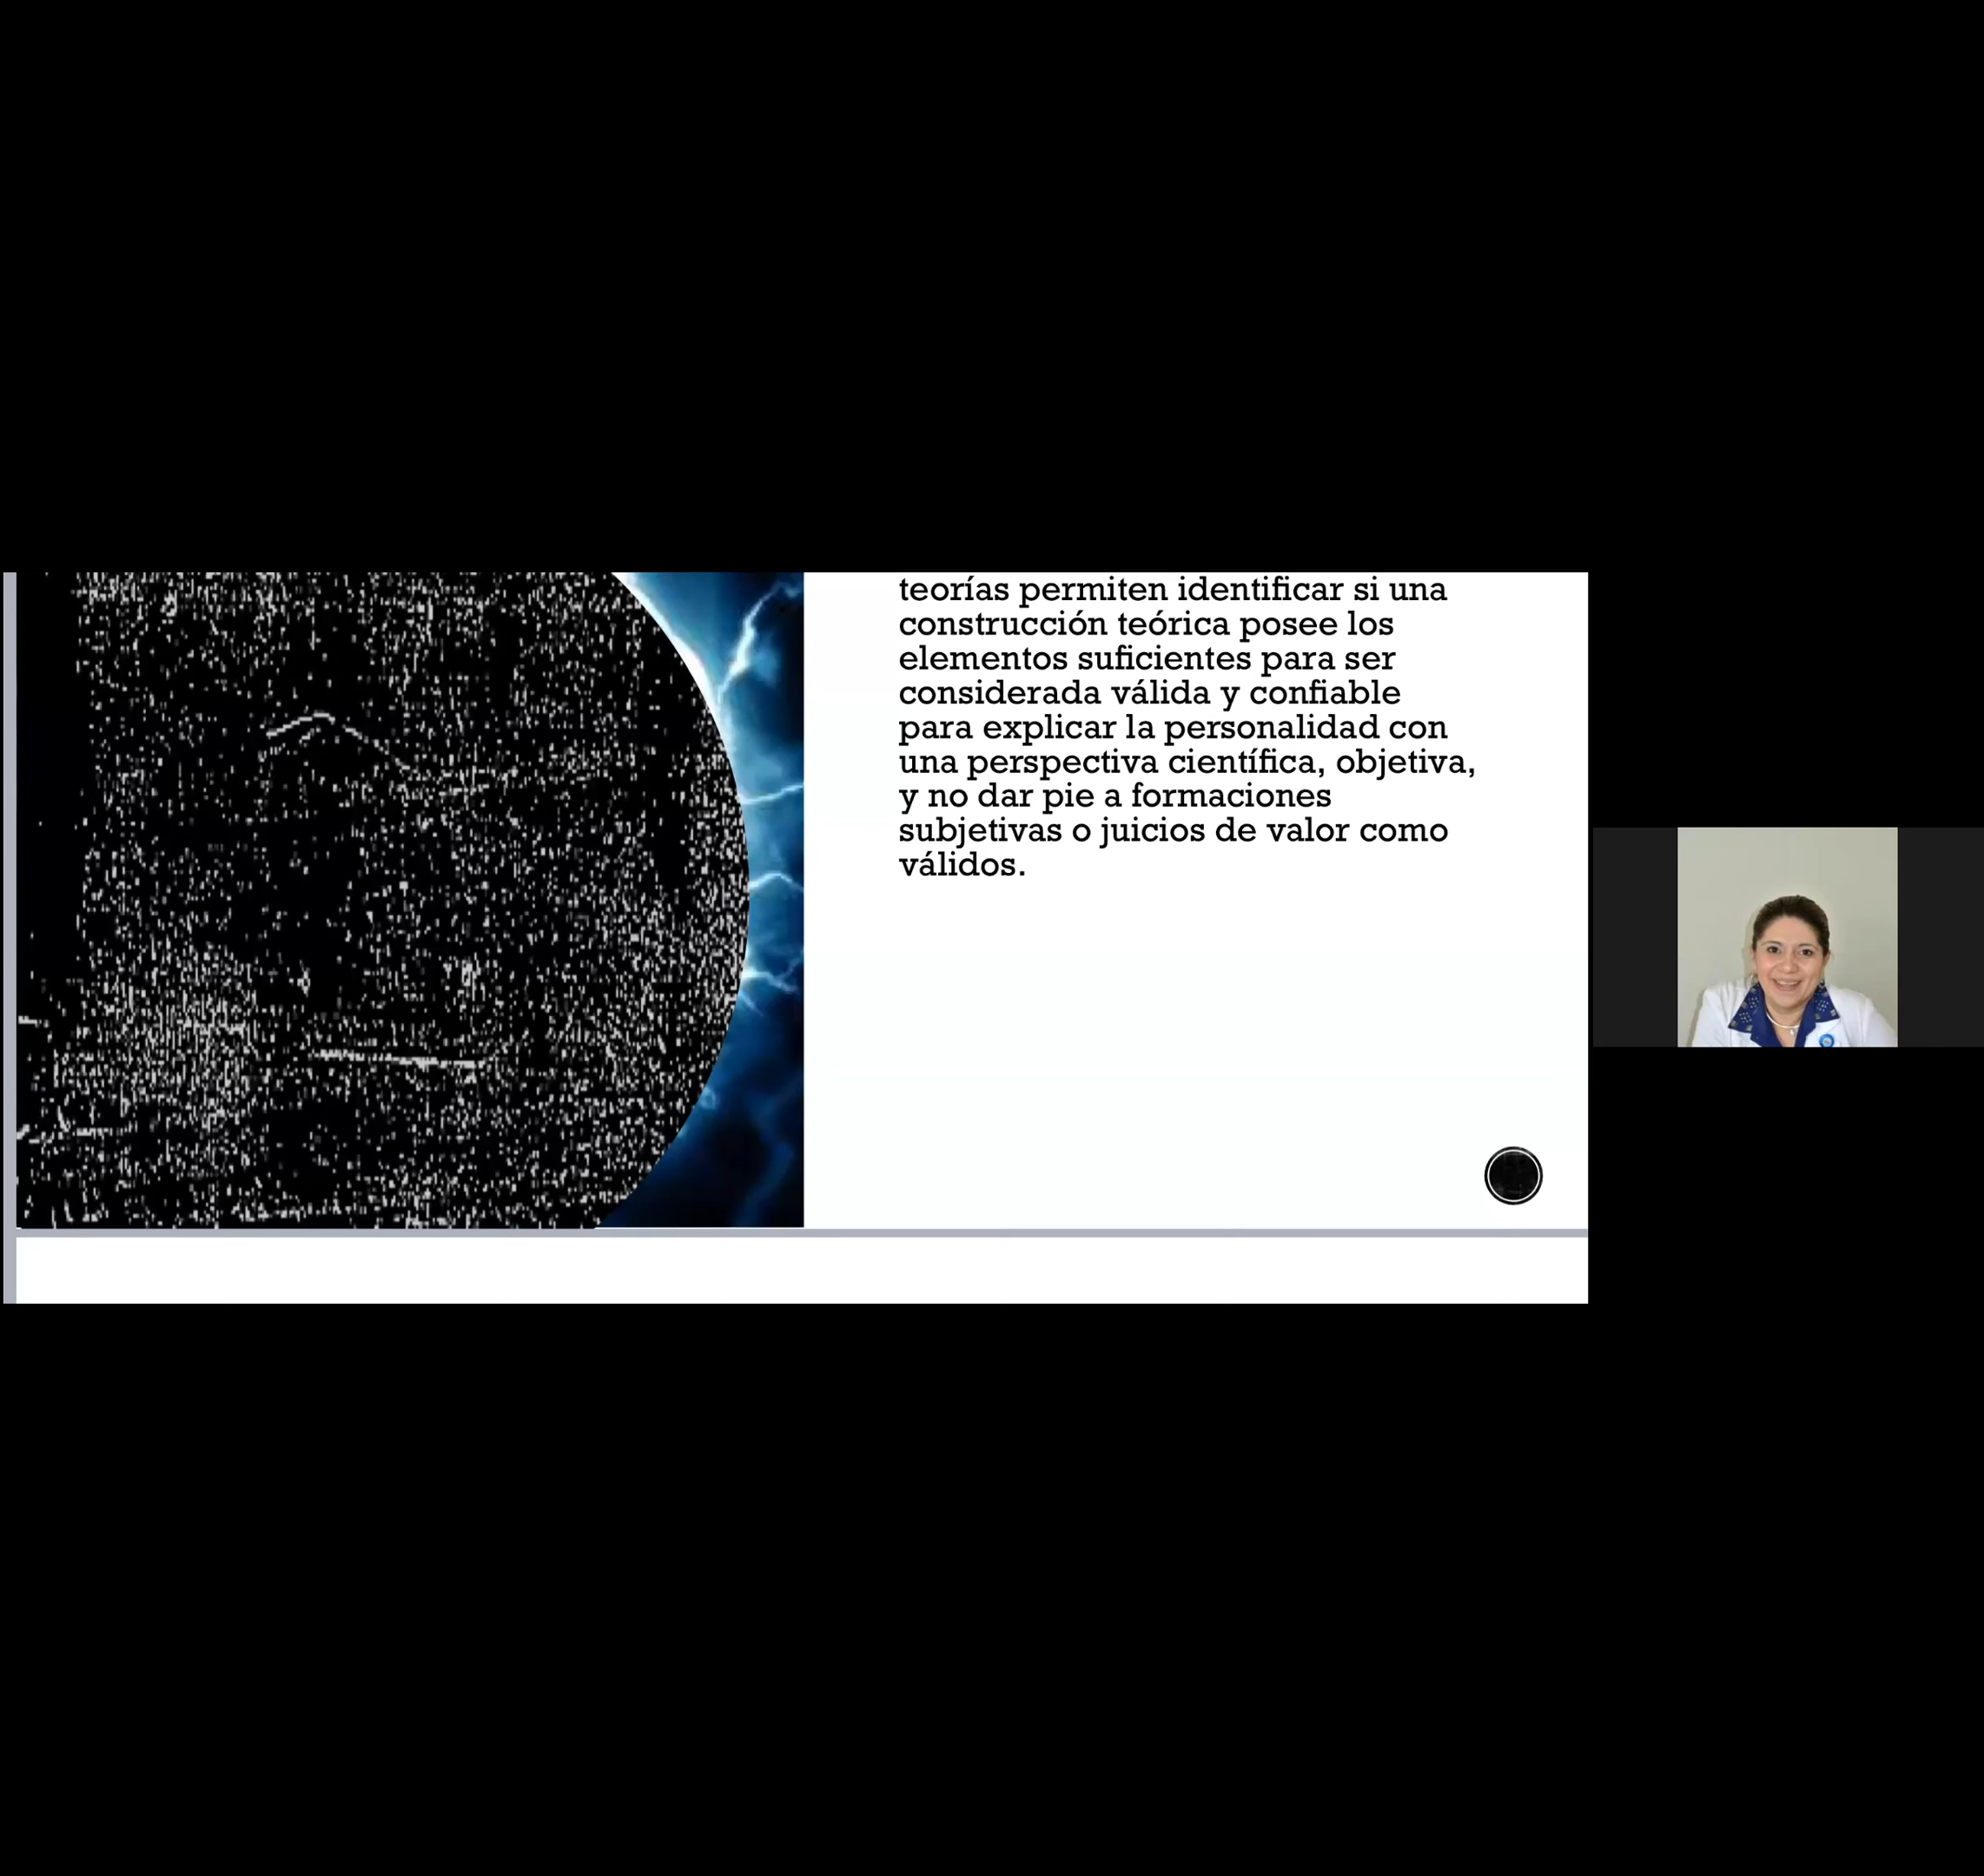 teorías permiten identificar si una
construcción teórica posee los
elementos suficientes para ser
considerada válida y confiable
para explicar la personalidad con
una perspectiva científica, objetiva,
y no dar pie a formaciones
subjetivas o juicios de valor como
válidos.